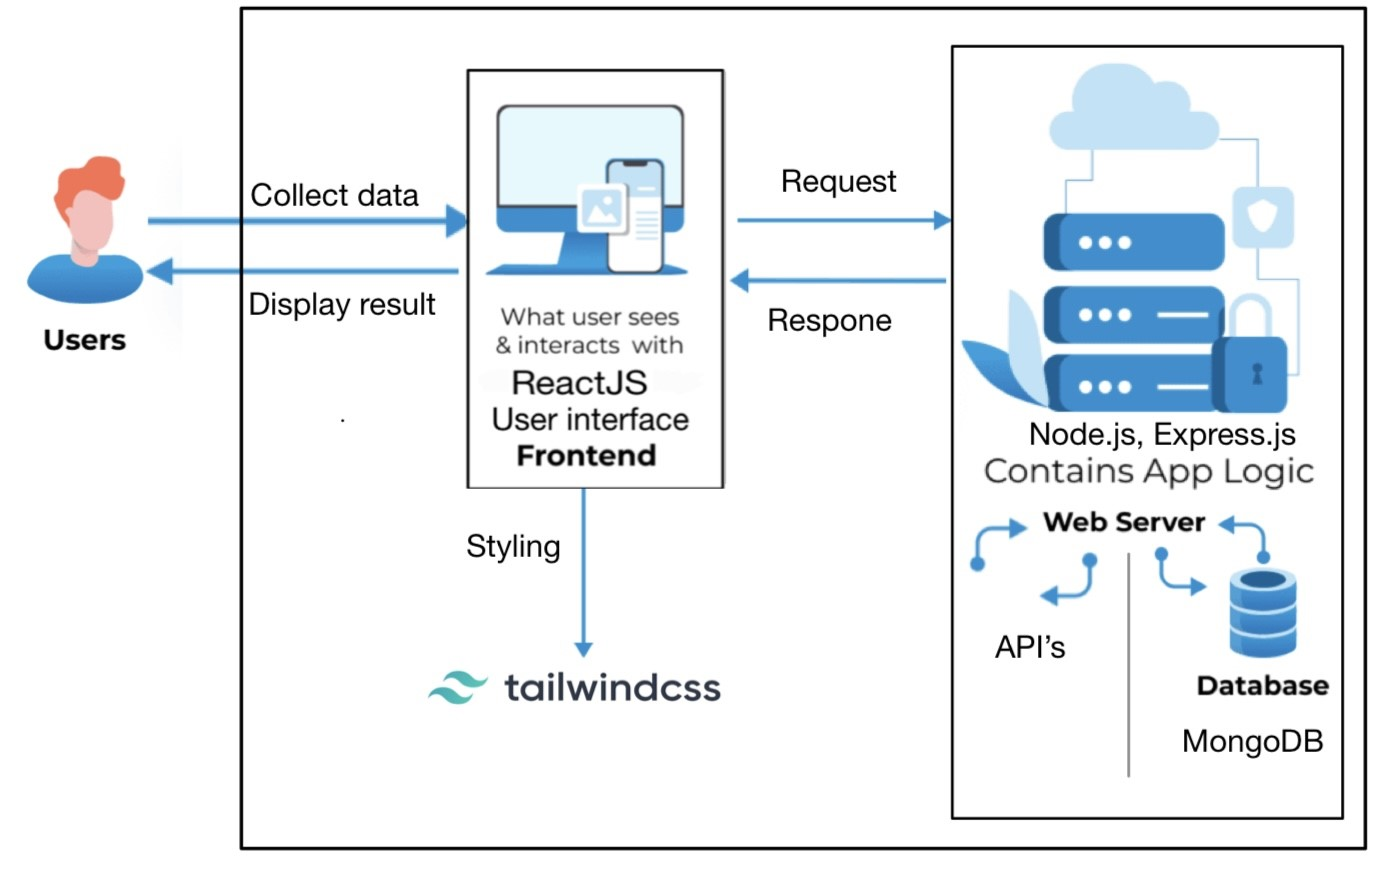 Collect data
Display result
Users
What user sees
& interacts with
ReactJS
User interface
Frontend
Request
Respone
Styling
tailwindcss
Node.js, Express.js
Contains App Logic
Web Server
API's
Database
MongoDB